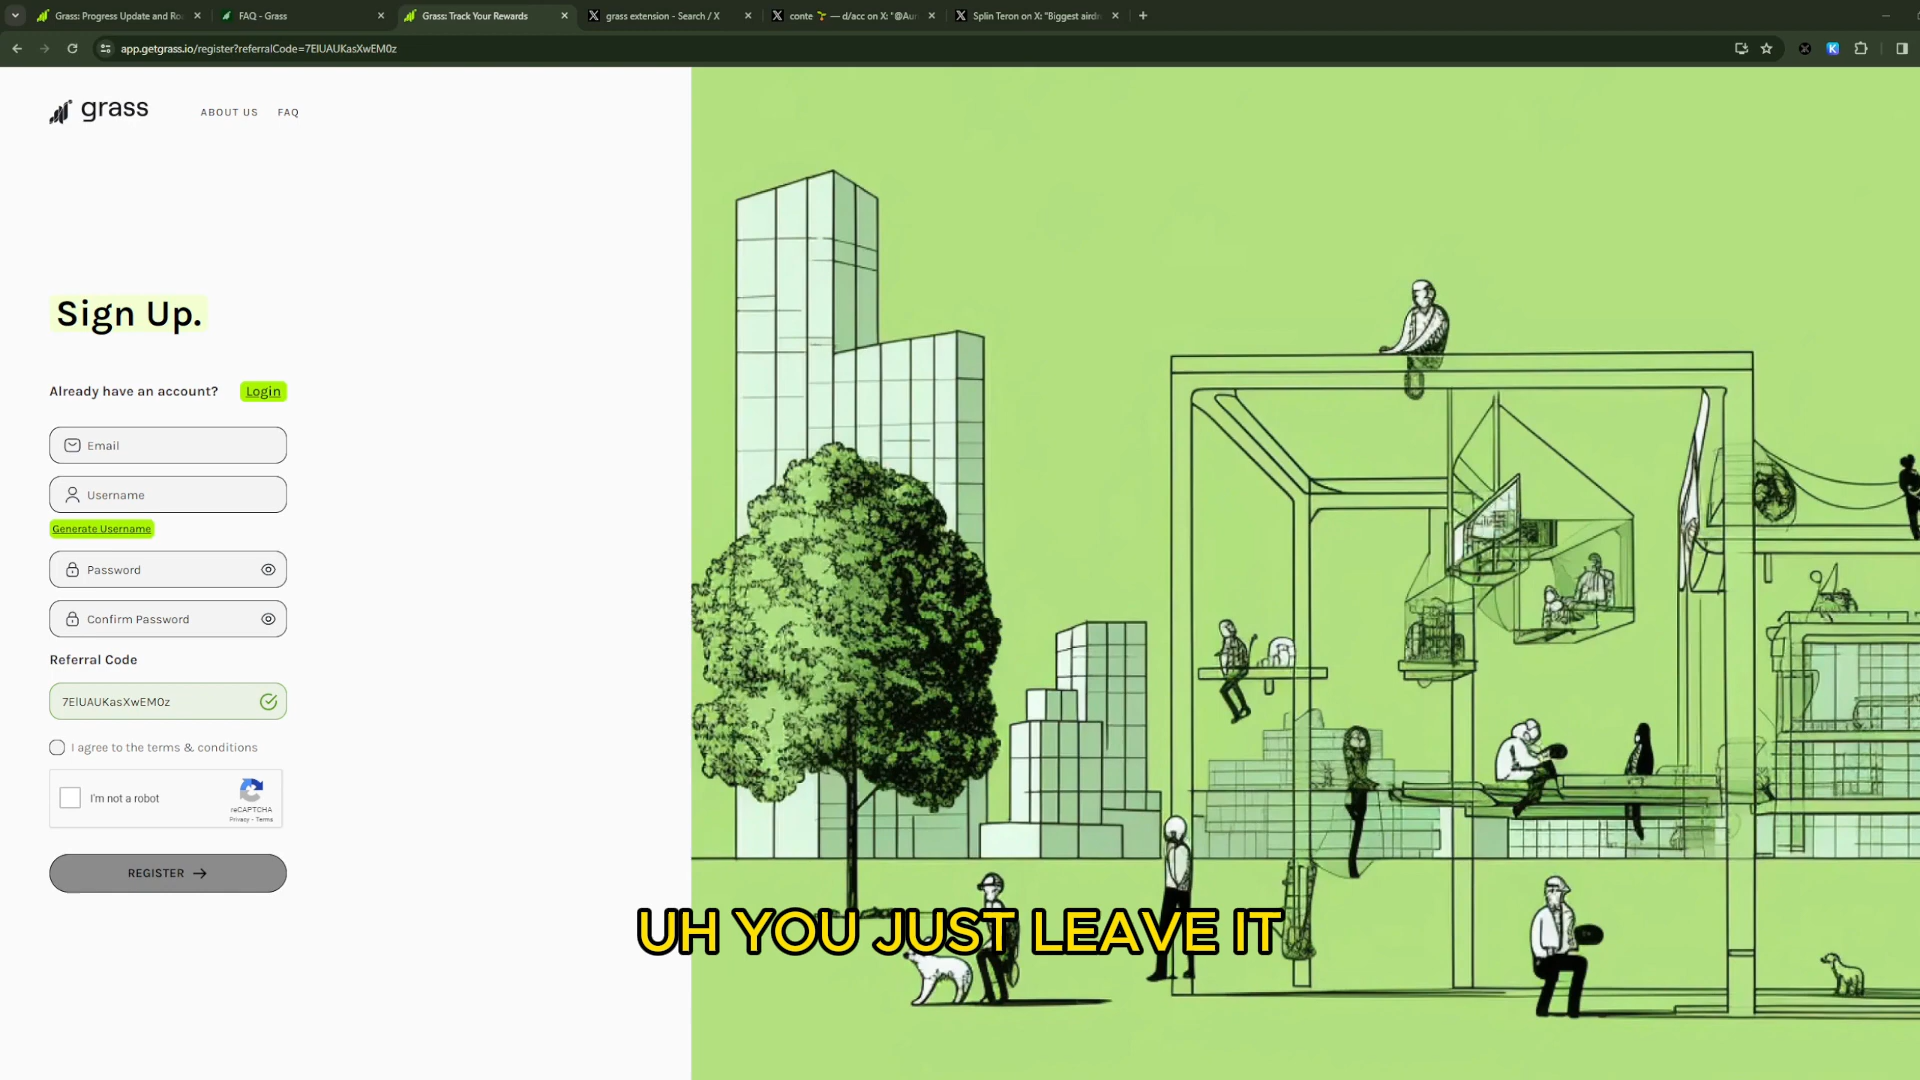 Grass: Progress Update and Ro
FAQ - Grass
Grass: Track Your Rewards
grass extension - Search / X
conte 🌱 — d/acc on X: "@Au
Splin Teron on X: "Biggest aird
app.getgrass.io/register?referralCode=7ElUAUKasXwEM0z
grass
ABOUT US
FAQ
Sign Up.
Already have an account?
Login
Email
Username
Generate Username
Password
Confirm Password
Referral Code
7ElUAUKasXwEM0z
I agree to the terms & conditions
I'm not a robot
reCAPTCHA
Privacy - Terms
REGISTER
UH YOU JUST LEAVE IT